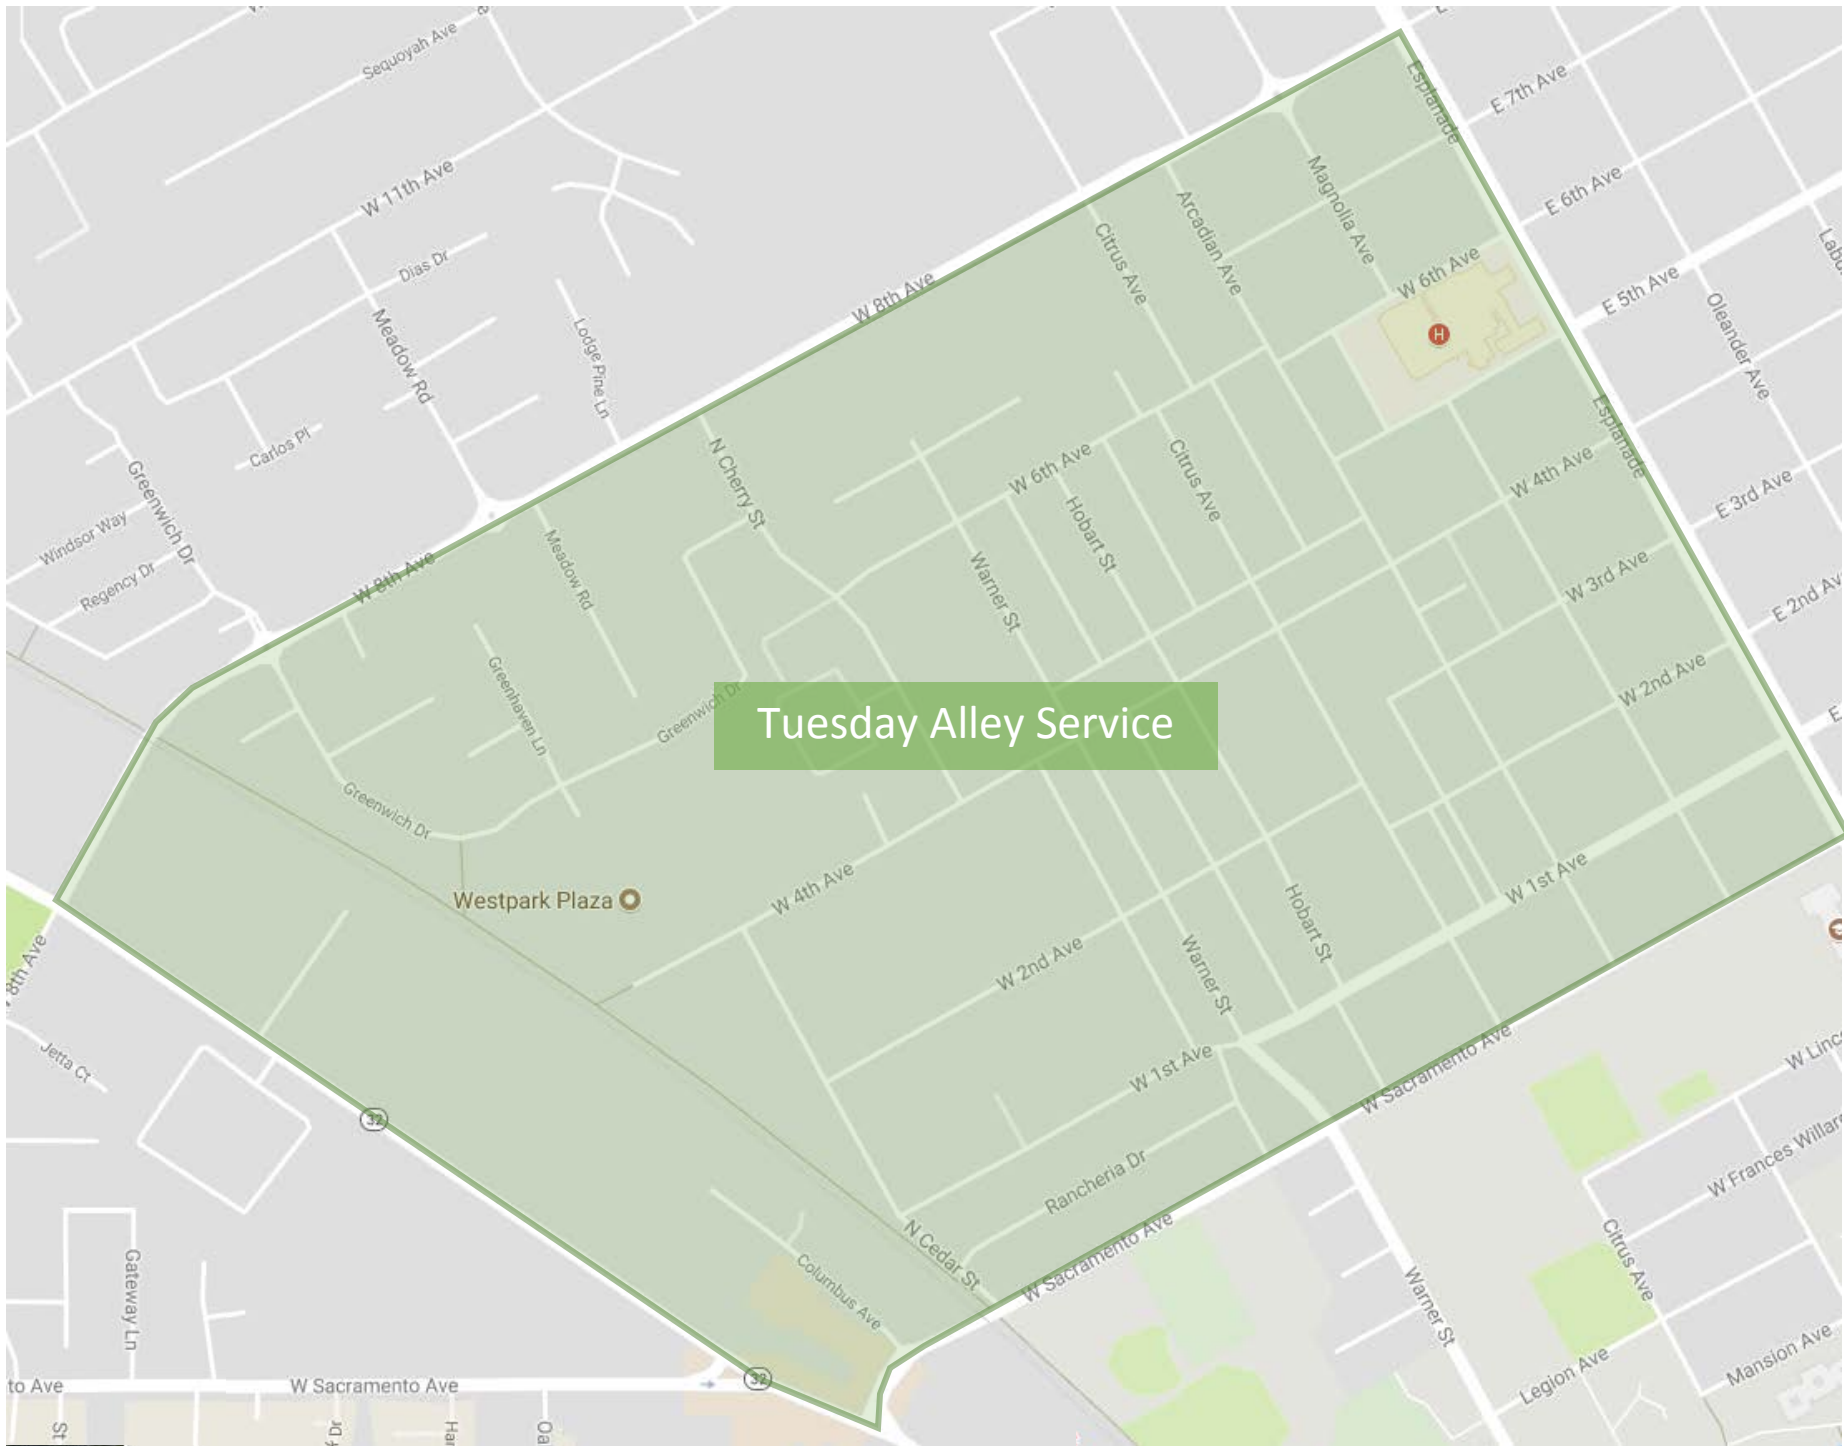 Sequoyah Ave
Esplanade
E 7th Ave
W 11th Ave
Magnolia Ave
E 6th Ave
Arcadian Ave
Citrus Ave
Dias Dr
W 6th Ave
W 8th Ave
E 5th Ave
Oleander Ave
H
Meadow Rd
Lodge Pine Ln
Carlos Pl
Esplanade
N Cherry St
Citrus Ave
W 6th Ave
W 4th Ave
E 3rd Ave
Greenwich Dr
Windsor Way
Hobart St
Regency Dr
W 8th Ave
Meadow Rd
Warner St
W 3rd Ave
Greenhaven Ln
Greenwich Dr
W 2nd Ave
Tuesday Alley Service
Greenwich Dr
Westpark Plaza
W 4th Ave
W 1st Ave
Hobart St
W 2nd Ave
Warner St
8th Ave
Jetta Ct
W 1st Ave
W Sacramento Ave
32
Rancheria Dr
W Frances Willar
N Cedar St
W Sacramento Ave
Columbus Ave
Citrus Ave
Gateway Ln
Warner St
32
to Ave
W Sacramento Ave
Legion Ave
Mansion Ave
St